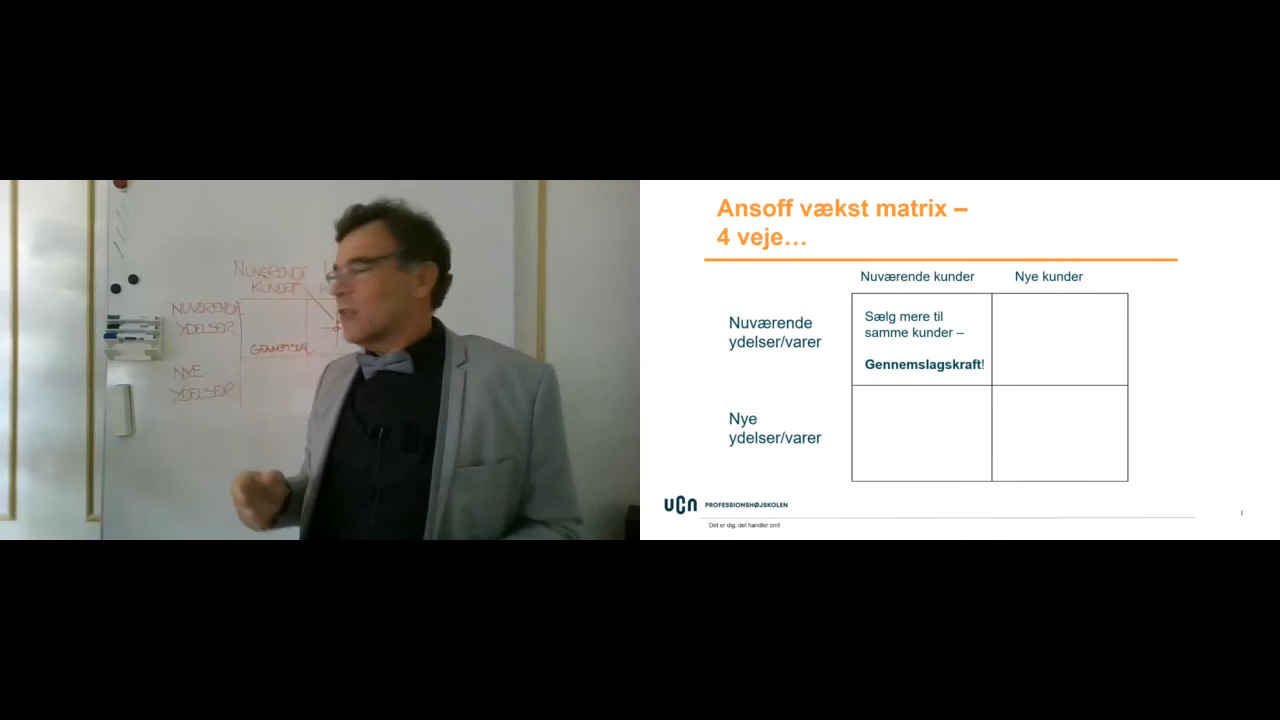 NUVÆRENDE
KUNDER
NUVÆRENDE
YDELSER
NYE
YDELSER
Ansoff vækst matrix –
4 veje…
Nuværende kunder
Nye kunder
Nuværende
ydelser/varer
Sælg mere til
samme kunder –
Gennemslagskraft!
Nye
ydelser/varer
UCN PROFESSIONSHØJSKOLEN
Det er dig, det handler om!